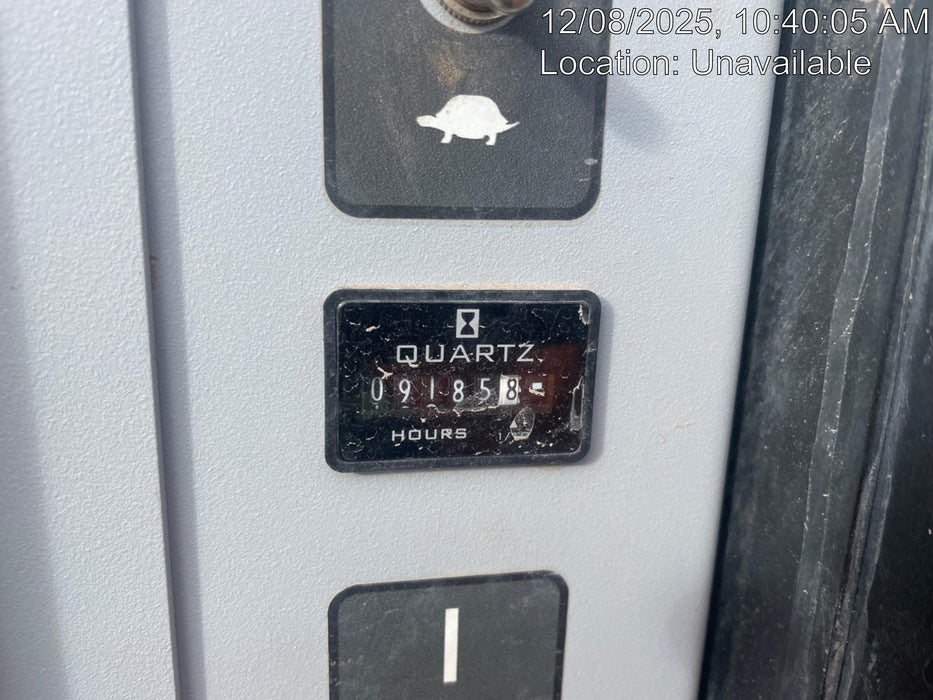 12/08/2025, 10:40:05 AM
Location: Unavailable
QUARTZ
091858
HOURS